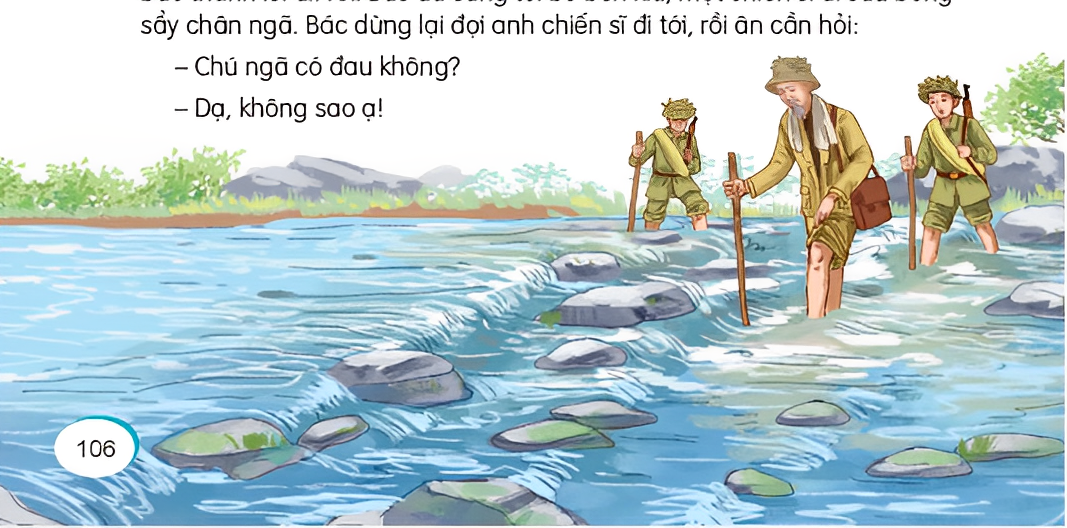 sẩy chân ngã. Bác dừng lại đợi anh chiến sĩ đi tới, rồi ân cần hỏi:
– Chú ngã có đau không?
– Dạ, không sao ạ!
106